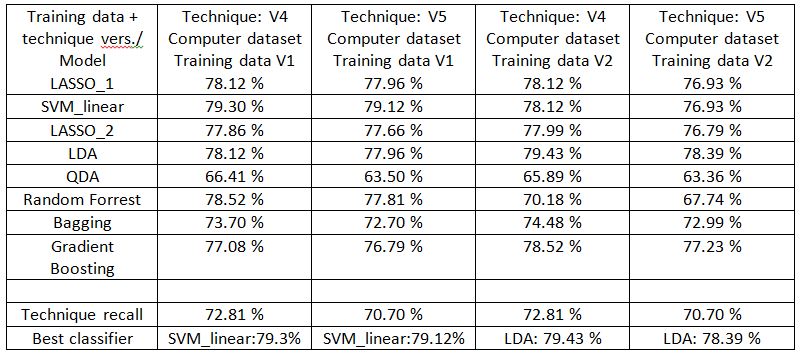 Training data + technique vers./ Model	Technique: V4 Computer dataset Training data V1	Technique: V5 Computer dataset Training data V1	Technique: V4 Computer dataset Training data V2	Technique: V5 Computer dataset Training data V2
LASSO_1	78.12 %	77.96 %	78.12 %	76.93 %
SVM_linear	79.30 %	79.12 %	78.12 %	76.93 %
LASSO_2	77.86 %	77.66 %	77.99 %	76.79 %
LDA	78.12 %	77.96 %	79.43 %	78.39 %
QDA	66.41 %	63.50 %	65.89 %	63.36 %
Random Forrest	78.52 %	77.81 %	70.18 %	67.74 %
Bagging	73.70 %	72.70 %	74.48 %	72.99 %
Gradient Boosting	77.08 %	76.79 %	78.52 %	77.23 %
Technique recall	72.81 %	70.70 %	72.81 %	70.70 %
Best classifier	SVM_linear:79.3%	SVM_linear:79.12%	LDA: 79.43 %	LDA: 78.39 %